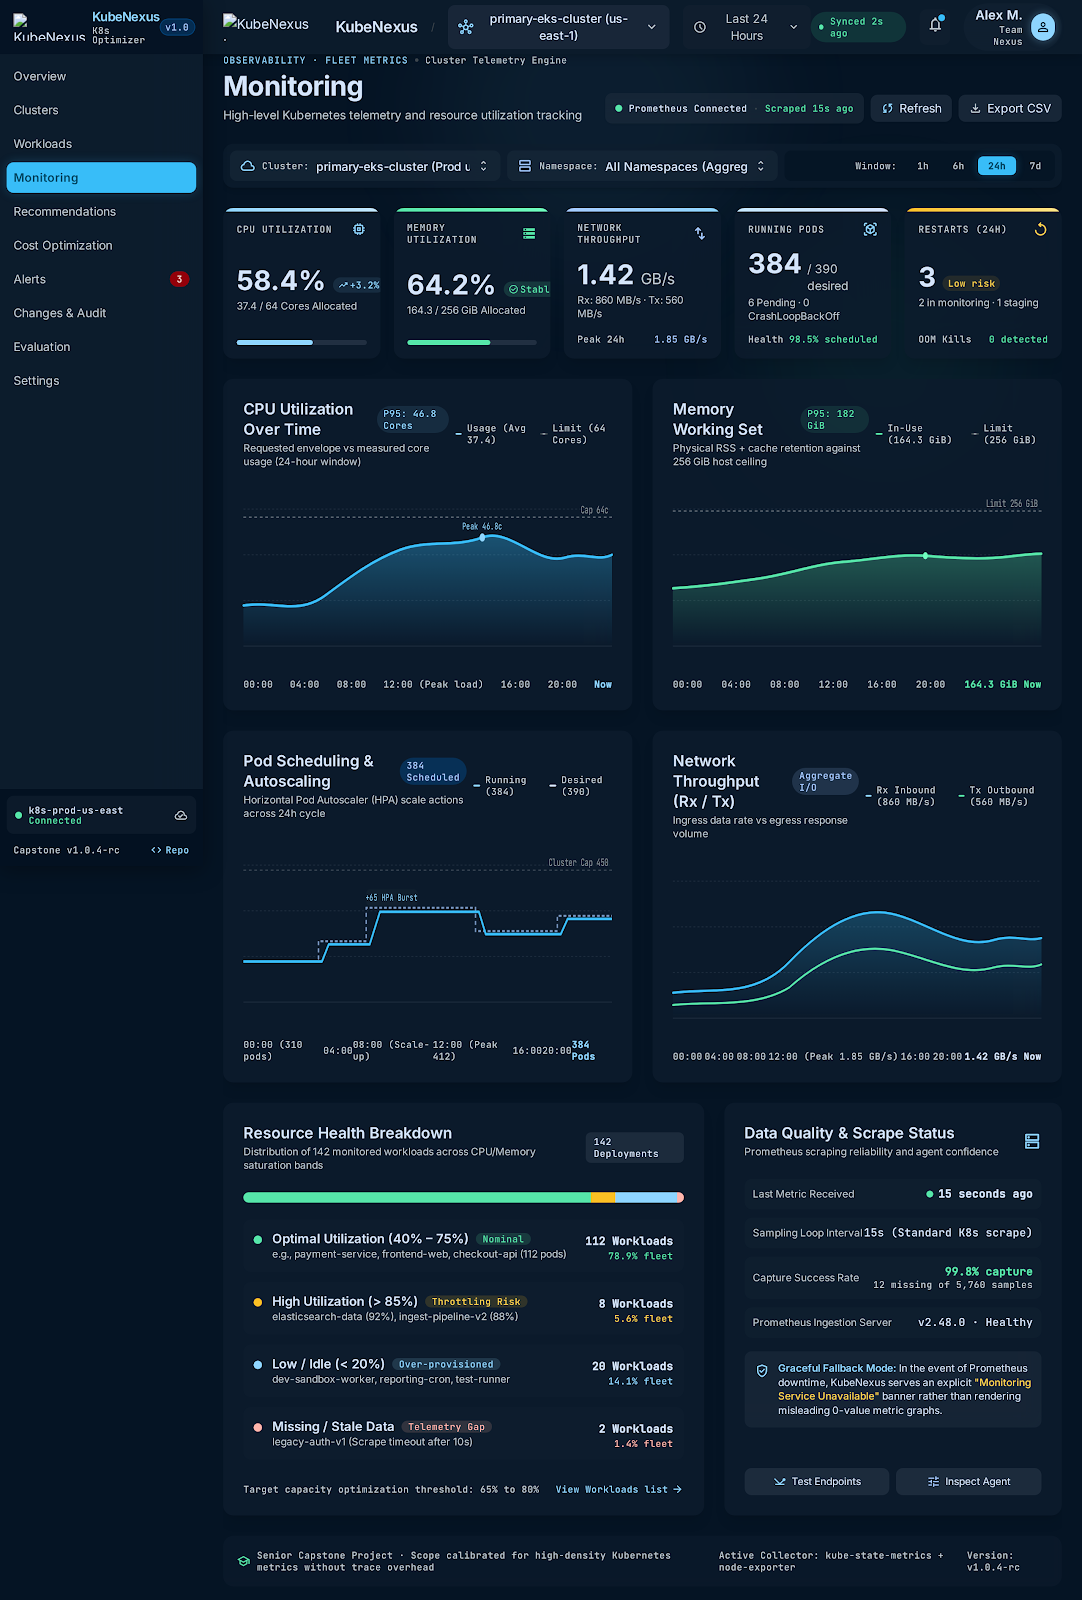 KubeNexus
KubeNexus
K8s
Optimizer
v1.0
Overview
Clusters
Workloads
Monitoring
Recommendations
Cost Optimization
Alerts
3
Changes & Audit
Evaluation
Settings
k8s-prod-us-east
Connected
Capstone v1.0.4-rc
Repo
KubeNexus
KubeNexus
/
primary-eks-cluster (us-
east-1)
Last 24
Hours
Synced 2s
ago
Alex M.
Team
Nexus
OBSERVABILITY · FLEET METRICS • Cluster Telemetry Engine
Monitoring
High-level Kubernetes telemetry and resource utilization tracking
Prometheus Connected · Scraped 15s ago
Refresh
Export CSV
Cluster: primary-eks-cluster (Prod u
Namespace: All Namespaces (Aggreg
Window: 1h 6h 24h 7d
CPU UTILIZATION
58.4%
+3.2%
37.4 / 64 Cores Allocated
MEMORY
UTILIZATION
64.2%
Stabl
164.3 / 256 GiB Allocated
NETWORK
THROUGHPUT
1.42 GB/s
Rx: 860 MB/s · Tx: 560
MB/s
Peak 24h 1.85 GB/s
RUNNING PODS
384 / 390
desired
6 Pending · 0
CrashLoopBackOff
Health 98.5% scheduled
RESTARTS (24H)
3 Low risk
2 in monitoring · 1 staging
OOM Kills 0 detected
CPU Utilization
Over Time
P95: 46.8
Cores
Usage (Avg
37.4)
Limit (64
Cores)
Requested envelope vs measured core
usage (24-hour window)
Cap 64c
Peak 46.8c
00:00 04:00 08:00 12:00 (Peak load) 16:00 20:00 Now
Memory
Working Set
P95: 182
GiB
In-Use
(164.3 GiB)
Limit
(256 GiB)
Physical RSS + cache retention against
256 GiB host ceiling
Limit 256 GiB
00:00 04:00 08:00 12:00 16:00 20:00 164.3 GiB Now
Pod Scheduling &
Autoscaling
384
Scheduled
Running
(384)
Desired
(390)
Horizontal Pod Autoscaler (HPA) scale actions
across 24h cycle
Cluster Cap 450
+65 HPA Burst
00:00 (310
pods)
04:00
08:00 (Scale-
up)
12:00 (Peak
412)
16:00
20:00
384
Pods
Network
Throughput
(Rx / Tx)
Aggregate
I/O
Rx Inbound
(860 MB/s)
Tx Outbound
(560 MB/s)
Ingress data rate vs egress response
volume
00:00 04:00 08:00 12:00 (Peak 1.85 GB/s) 16:00 20:00 1.42 GB/s Now
Resource Health Breakdown
Distribution of 142 monitored workloads across CPU/Memory
saturation bands
142
Deployments
Optimal Utilization (40% – 75%) Nominal
e.g., payment-service, frontend-web, checkout-api (112 pods)
112 Workloads
78.9% fleet
High Utilization (> 85%) Throttling Risk
elasticsearch-data (92%), ingest-pipeline-v2 (88%)
8 Workloads
5.6% fleet
Low / Idle (< 20%) Over-provisioned
dev-sandbox-worker, reporting-cron, test-runner
20 Workloads
14.1% fleet
Missing / Stale Data Telemetry Gap
legacy-auth-v1 (Scrape timeout after 10s)
2 Workloads
1.4% fleet
Target capacity optimization threshold: 65% to 80%
View Workloads list →
Data Quality & Scrape Status
Prometheus scraping reliability and agent confidence
Last Metric Received 15 seconds ago
Sampling Loop Interval 15s (Standard K8s scrape)
Capture Success Rate 99.8% capture
12 missing of 5,760 samples
Prometheus Ingestion Server v2.48.0 · Healthy
Graceful Fallback Mode: In the event of Prometheus
downtime, KubeNexus serves an explicit "Monitoring
Service Unavailable" banner rather than rendering
misleading 0-value metric graphs.
Test Endpoints
Inspect Agent
Senior Capstone Project · Scope calibrated for high-density Kubernetes
metrics without trace overhead
Active Collector: kube-state-metrics +
node-exporter
Version:
v1.0.4-rc